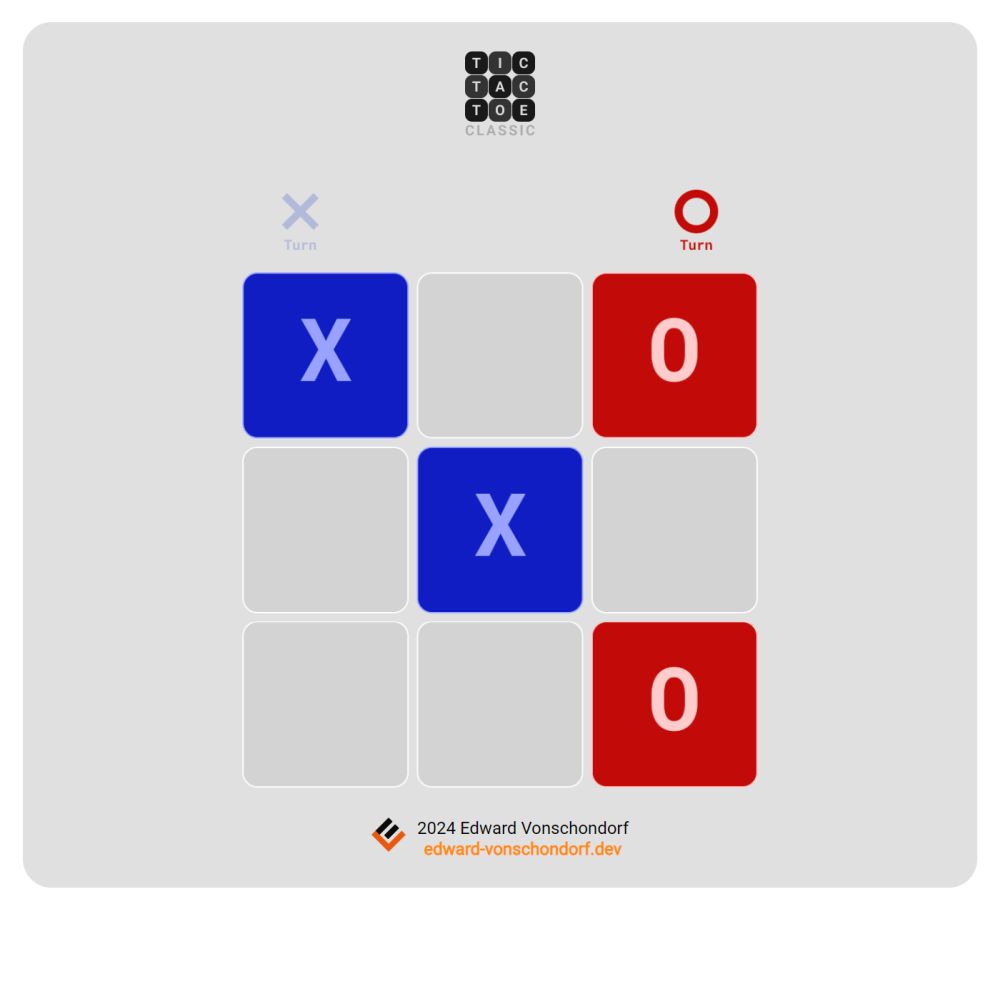 TIC
TAC
TOE
CLASSIC
Turn Turn
X O
X
O
2024 Edward Vonschondorf
edward-vonschondorf.dev